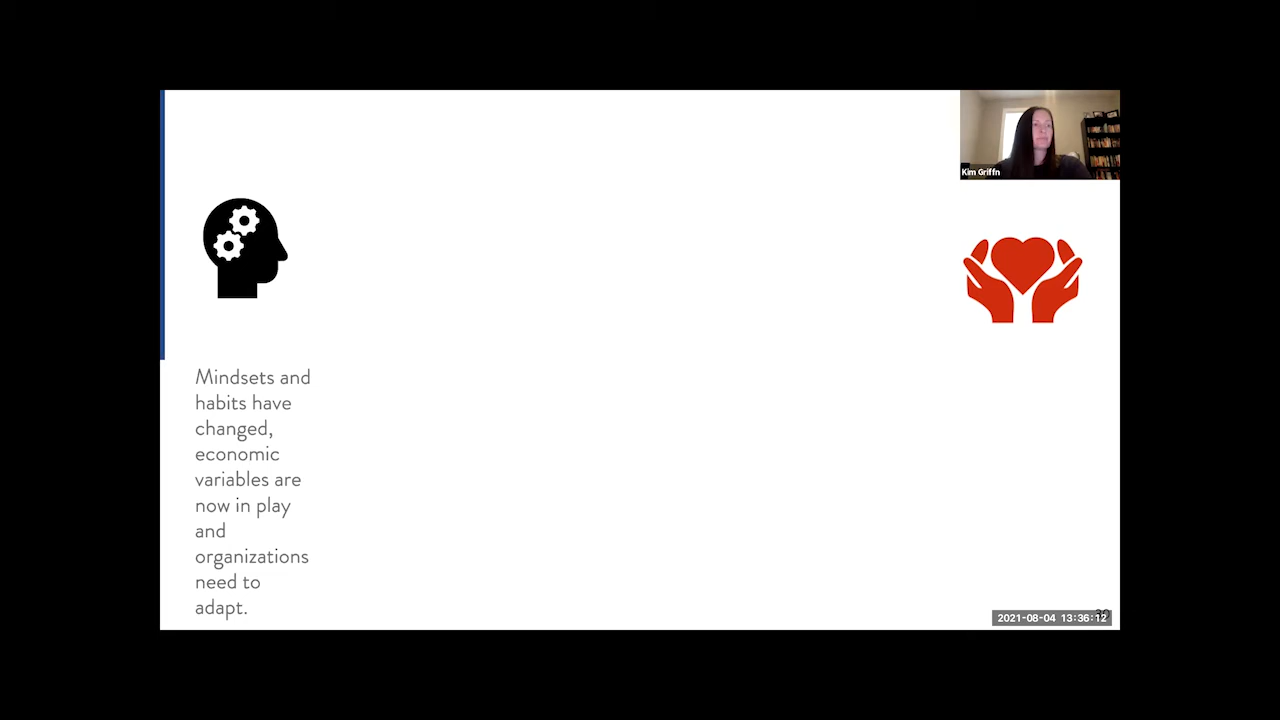 Kim Griffn
Mindsets and
habits have
changed,
economic
variables are
now in play
and
organizations
need to
adapt.
2021-08-04 13:36:12